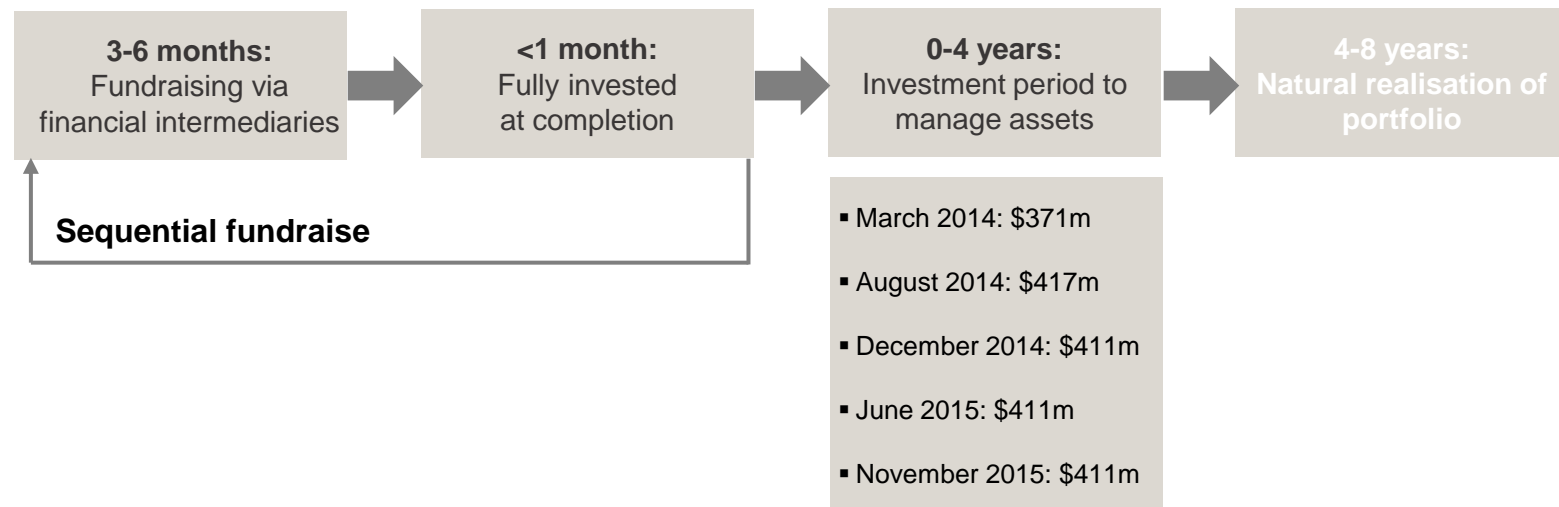 3-6 months:
Fundraising via
financial intermediaries
<1 month:
Fully invested
at completion
0-4 years:
Investment period to
manage assets
4-8 years:
Natural realisation of
portfolio
Sequential fundraise
▪ March 2014: $371m
▪ August 2014: $417m
▪ December 2014: $411m
▪ June 2015: $411m
▪ November 2015: $411m